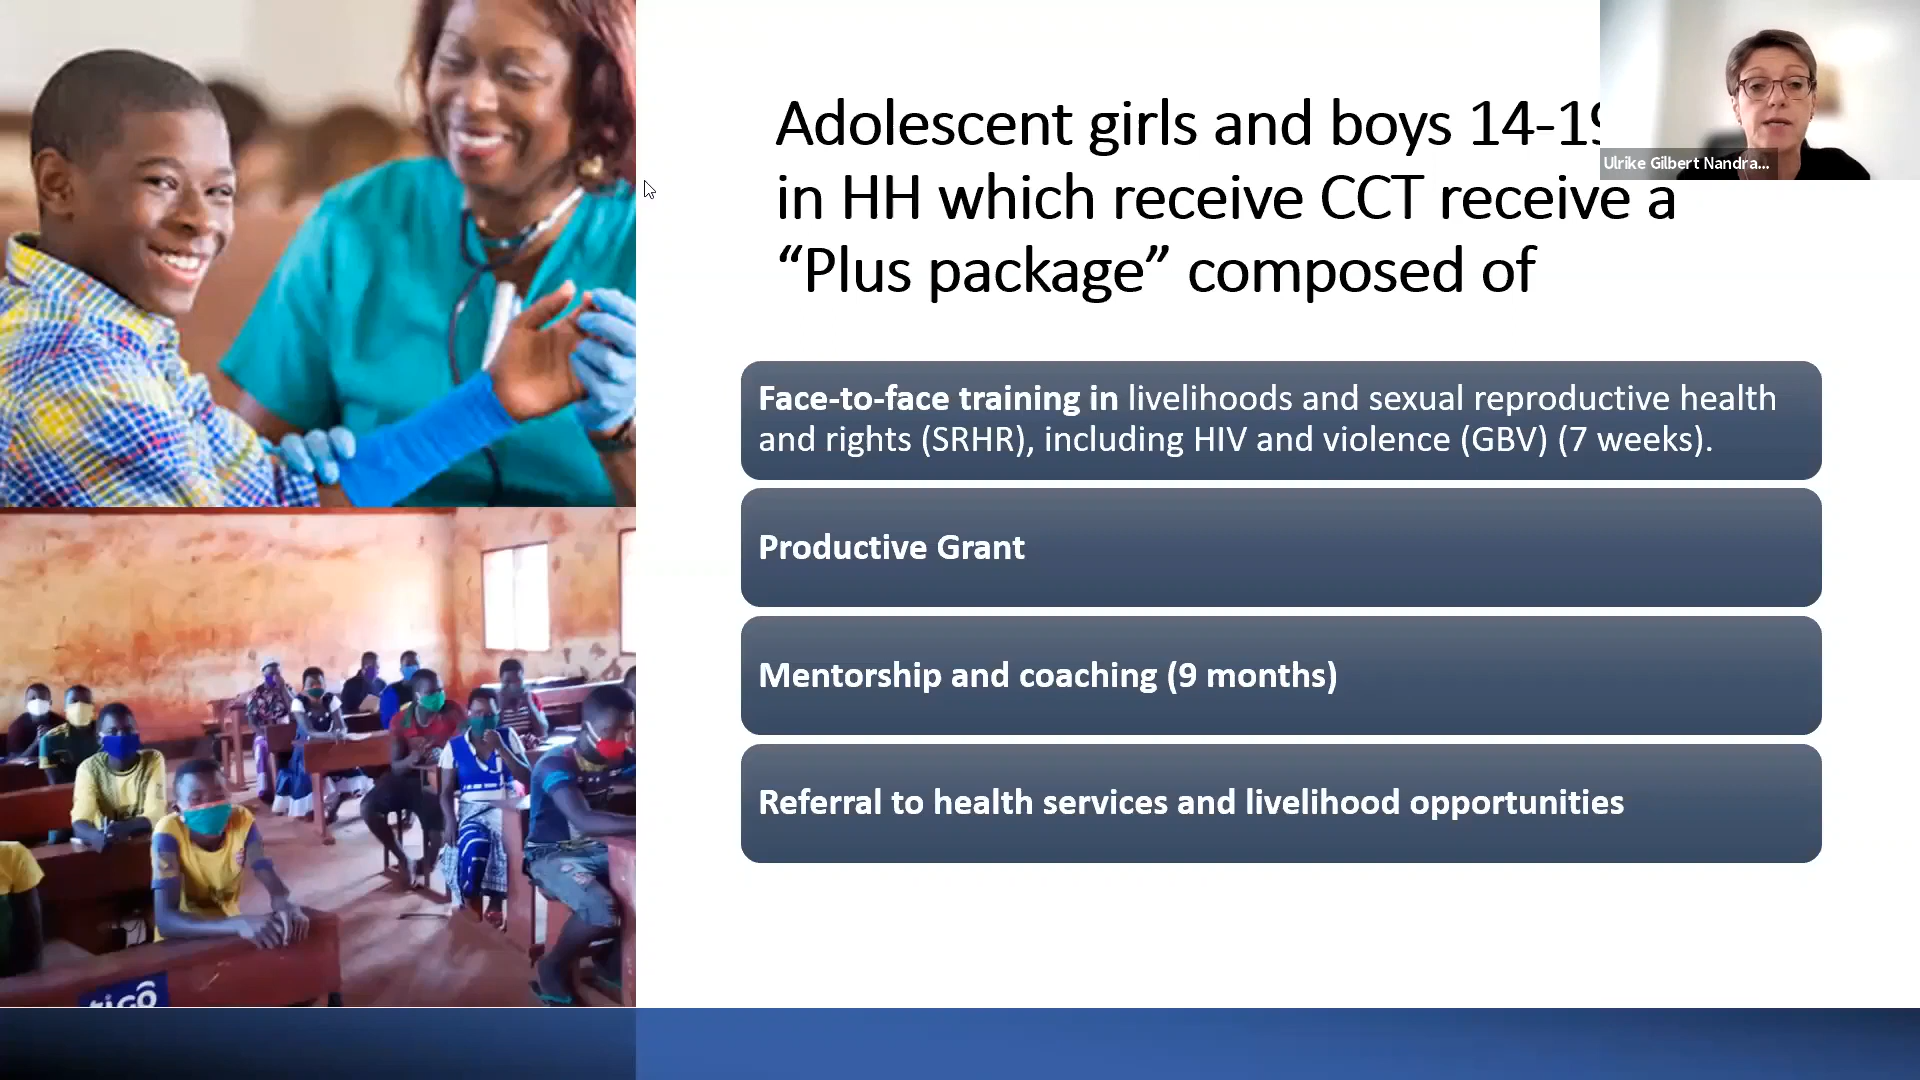 Adolescent girls and boys 14-19
in HH which receive CCT receive a
“Plus package” composed of
Ulrike Gilbert Nandra...
Face-to-face training in livelihoods and sexual reproductive health
and rights (SRHR), including HIV and violence (GBV) (7 weeks).
Productive Grant
Mentorship and coaching (9 months)
Referral to health services and livelihood opportunities
tiGO